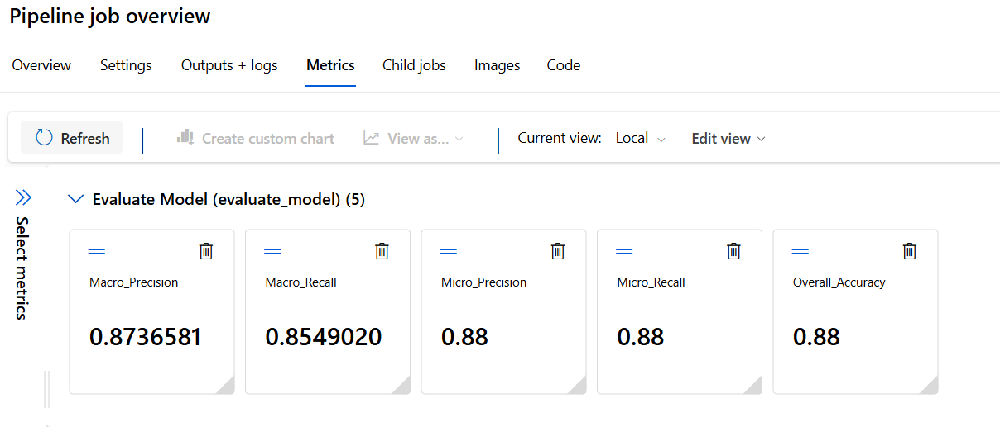 Pipeline job overview
Overview Settings Outputs + logs Metrics Child jobs Images Code
Refresh Create custom chart View as... Current view: Local Edit view
Select metrics
Evaluate Model (evaluate_model) (5)
Macro_Precision Macro_Recall Micro_Precision Micro_Recall Overall_Accuracy
0.8736581 0.8549020 0.88 0.88 0.88